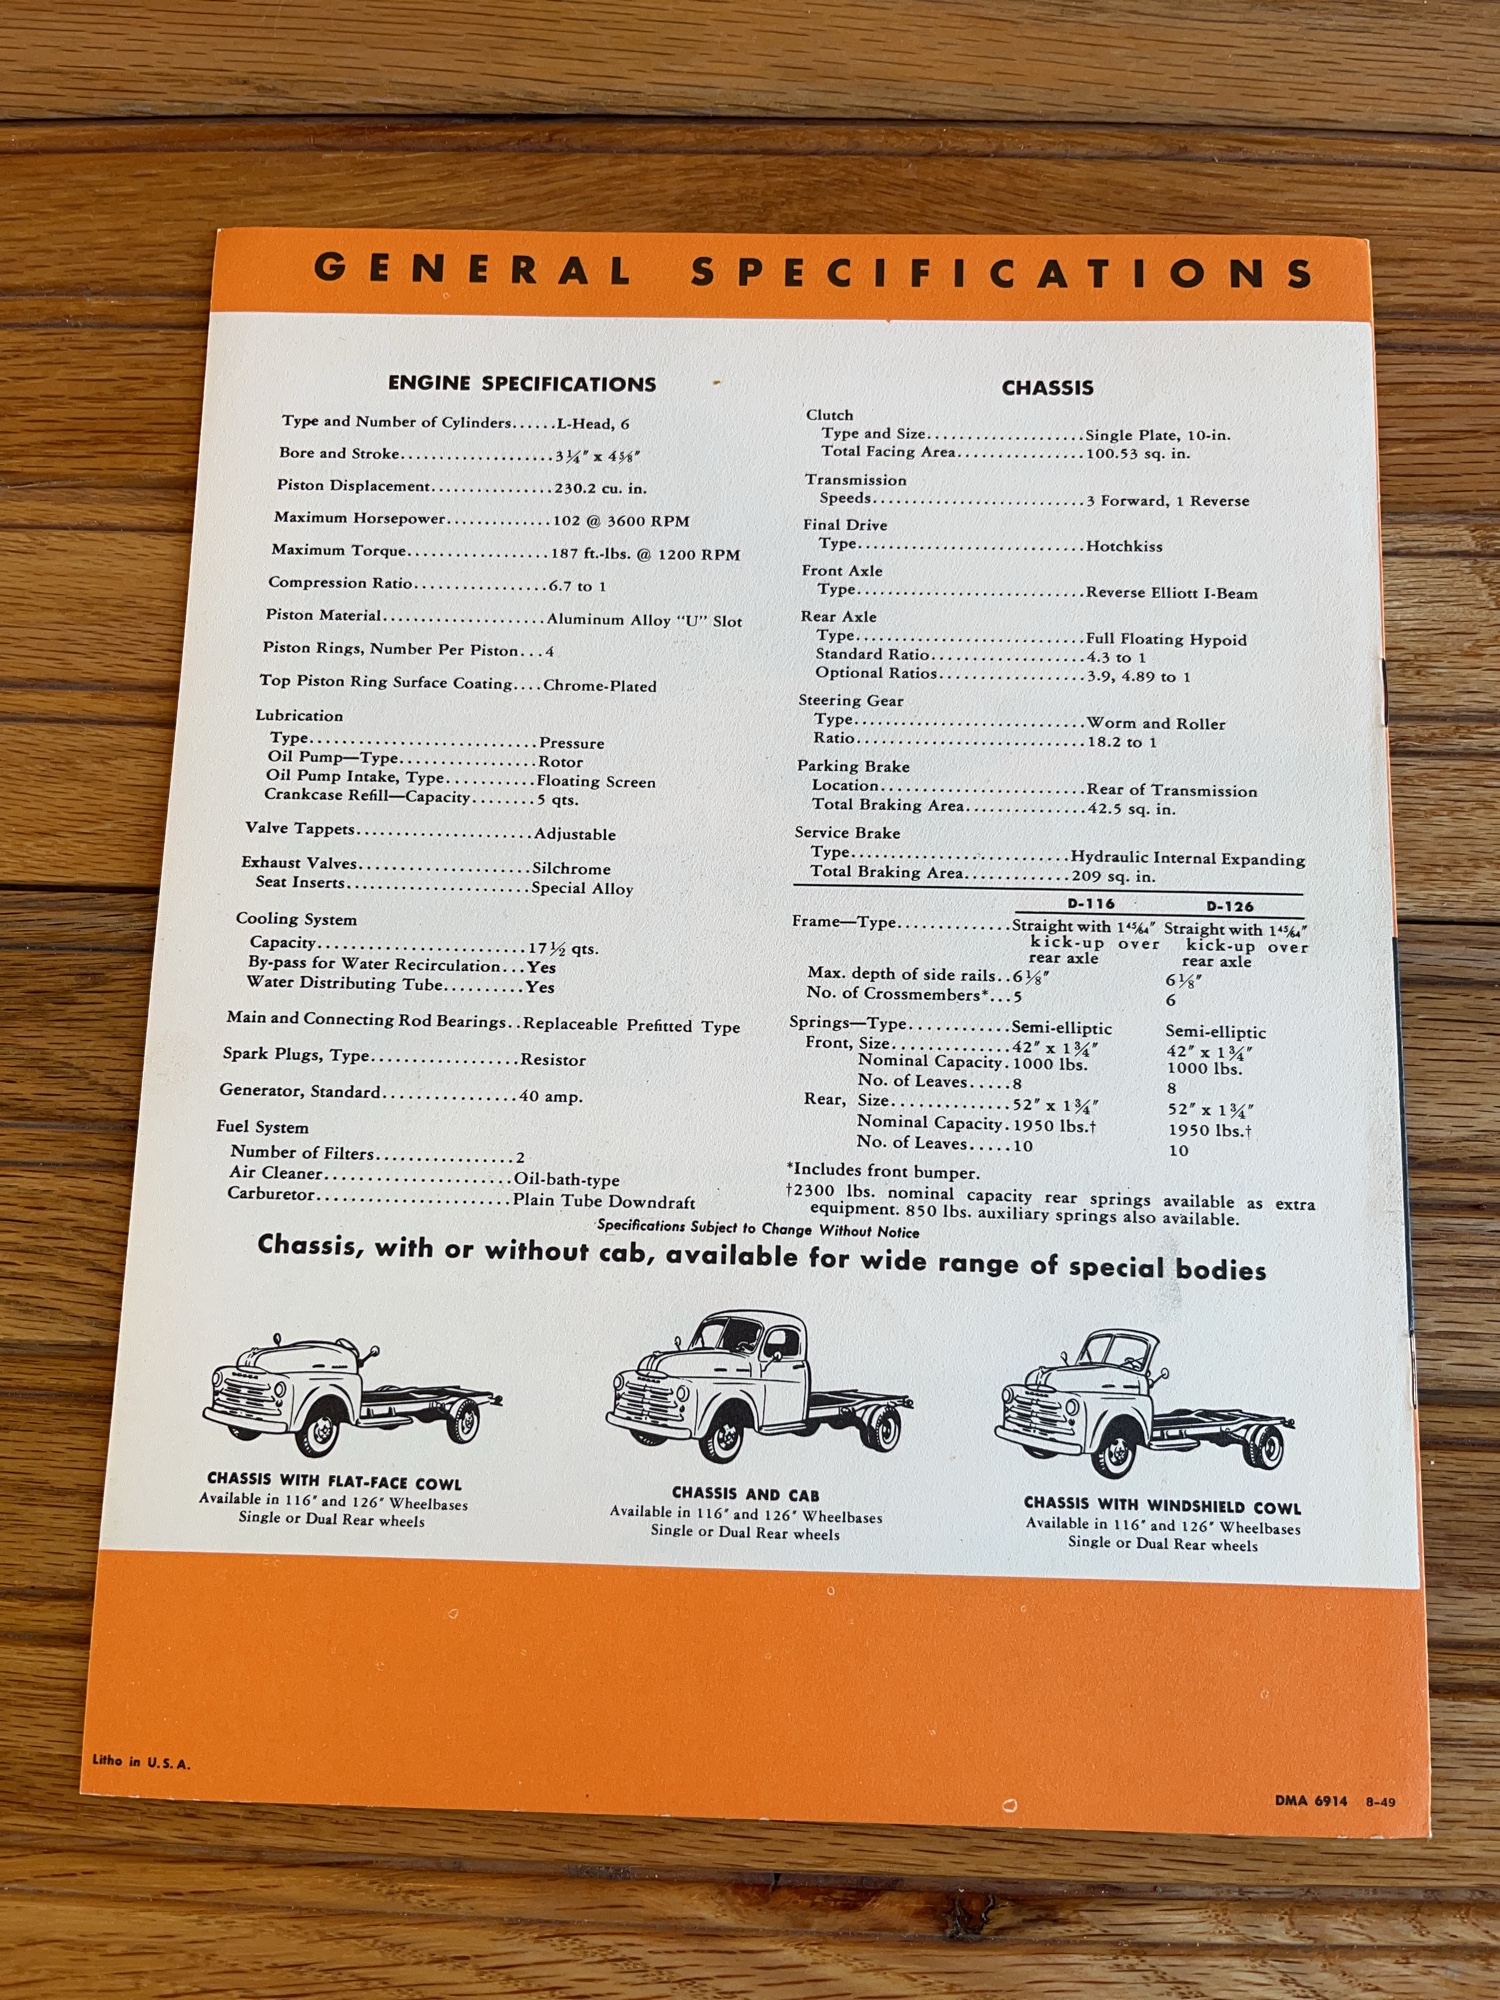 GENERAL SPECIFICATIONS
ENGINE SPECIFICATIONS
Type and Number of Cylinders......L-Head, 6
Bore and Stroke....................3¼″ x 4⅝″
Piston Displacement................230.2 cu. in.
Maximum Horsepower..............102 @ 3600 RPM
Maximum Torque..................187 ft.-lbs. @ 1200 RPM
Compression Ratio.................6.7 to 1
Piston Material.....................Aluminum Alloy “U” Slot
Piston Rings, Number Per Piston...4
Top Piston Ring Surface Coating....Chrome-Plated
Lubrication
Type.............................Pressure
Oil Pump—Type..................Rotor
Oil Pump Intake, Type............Floating Screen
Crankcase Refill—Capacity........5 qts.
Valve Tappets.......................Adjustable
Exhaust Valves......................Silchrome
Seat Inserts........................Special Alloy
Cooling System
Capacity...........................17½ qts.
By-pass for Water Recirculation...Yes
Water Distributing Tube..........Yes
Main and Connecting Rod Bearings..Replaceable Prefitted Type
Spark Plugs, Type...................Resistor
Generator, Standard.................40 amp.
Fuel System
Number of Filters..................2
Air Cleaner........................Oil-bath-type
Carburetor.........................Plain Tube Downdraft
CHASSIS
Clutch
Type and Size....................Single Plate, 10-in.
Total Facing Area................100.53 sq. in.
Transmission
Speeds...........................3 Forward, 1 Reverse
Final Drive
Type.............................Hotchkiss
Front Axle
Type.............................Reverse Elliott I-Beam
Rear Axle
Type.............................Full Floating Hypoid
Standard Ratio...................4.3 to 1
Optional Ratios...................3.9, 4.89 to 1
Steering Gear
Type.............................Worm and Roller
Ratio.............................18.2 to 1
Parking Brake
Location..........................Rear of Transmission
Total Braking Area...............42.5 sq. in.
Service Brake
Type............................Hydraulic Internal Expanding
Total Braking Area.............209 sq. in.
D-116 D-126
Frame—Type..............Straight with 1⁴⁵⁄₆₄″ Straight with 1⁴⁵⁄₆₄″
kick-up over kick-up over
rear axle rear axle
Max. depth of side rails..6⅛″ 6⅛″
No. of Crossmembers*...5 6
Springs—Type.............Semi-elliptic Semi-elliptic
Front, Size...............42″ x 1¾″ 42″ x 1¾″
Nominal Capacity.1000 lbs. 1000 lbs.
No. of Leaves.....8 8
Rear, Size...............52″ x 1¾″ 52″ x 1¾″
Nominal Capacity.1950 lbs.† 1950 lbs.†
No. of Leaves.....10 10
*Includes front bumper.
†2300 lbs. nominal capacity rear springs available as extra
equipment. 850 lbs. auxiliary springs also available.
Specifications Subject to Change Without Notice
Chassis, with or without cab, available for wide range of special bodies
CHASSIS WITH FLAT-FACE COWL
Available in 116″ and 126″ Wheelbases
Single or Dual Rear wheels
CHASSIS AND CAB
Available in 116″ and 126″ Wheelbases
Single or Dual Rear wheels
CHASSIS WITH WINDSHIELD COWL
Available in 116″ and 126″ Wheelbases
Single or Dual Rear wheels
Litho in U.S.A.
DMA 6914 8-49